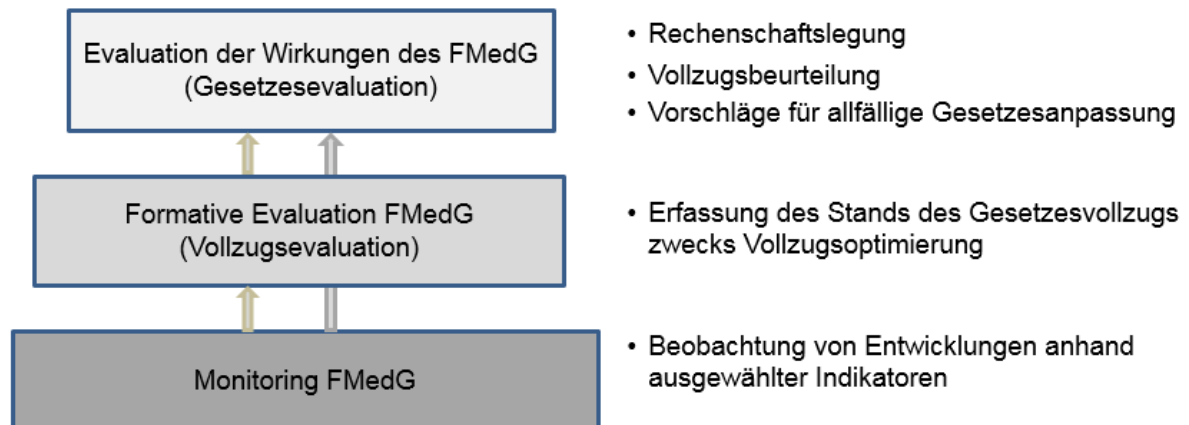 Evaluation der Wirkungen des FMedG
(Gesetzesevaluation)
• Rechenschaftslegung
• Vollzugsbeurteilung
• Vorschläge für allfällige Gesetzesanpassung
Formative Evaluation FMedG
(Vollzugsevaluation)
• Erfassung des Stands des Gesetzesvollzugs
zwecks Vollzugsoptimierung
Monitoring FMedG
• Beobachtung von Entwicklungen anhand
ausgewählter Indikatoren